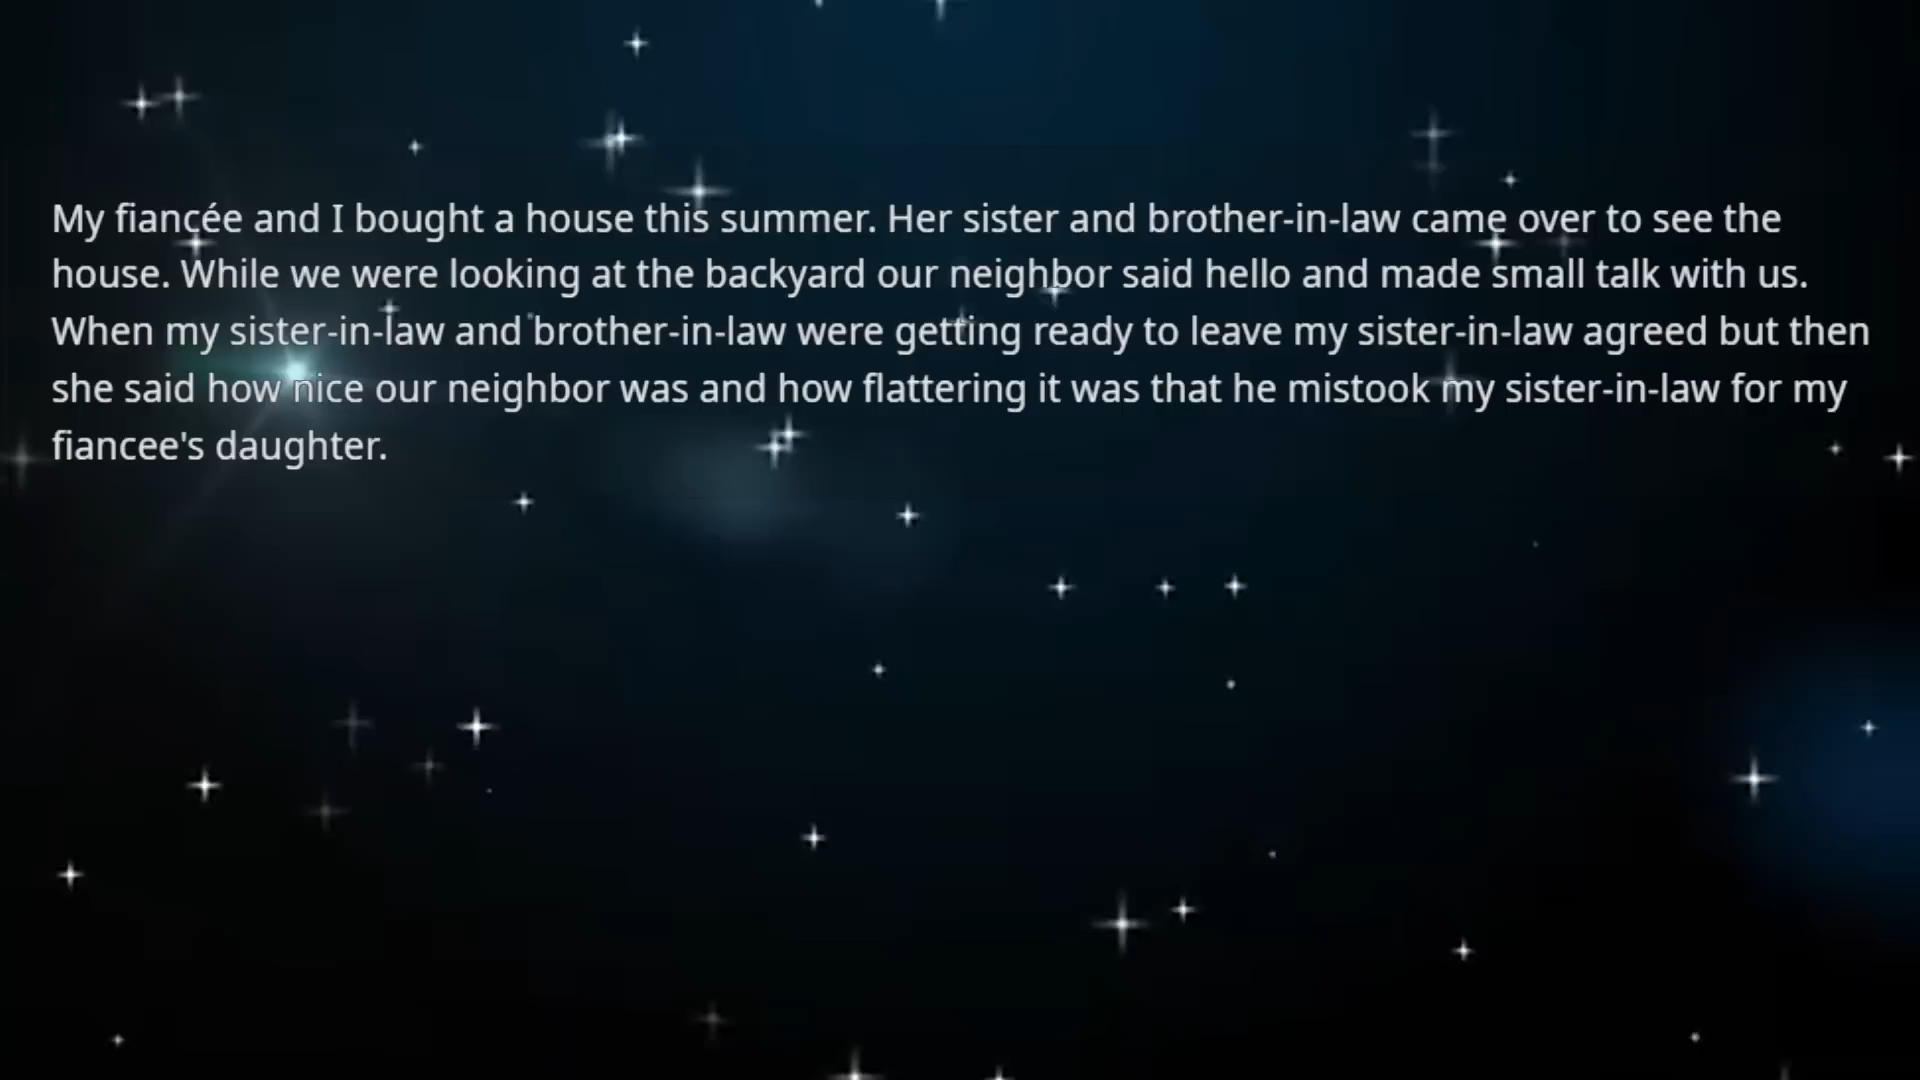 My fiancée and I bought a house this summer. Her sister and brother-in-law came over to see the
house. While we were looking at the backyard our neighbor said hello and made small talk with us.
When my sister-in-law and brother-in-law were getting ready to leave my sister-in-law agreed but then
she said how nice our neighbor was and how flattering it was that he mistook my sister-in-law for my
fiancee's daughter.